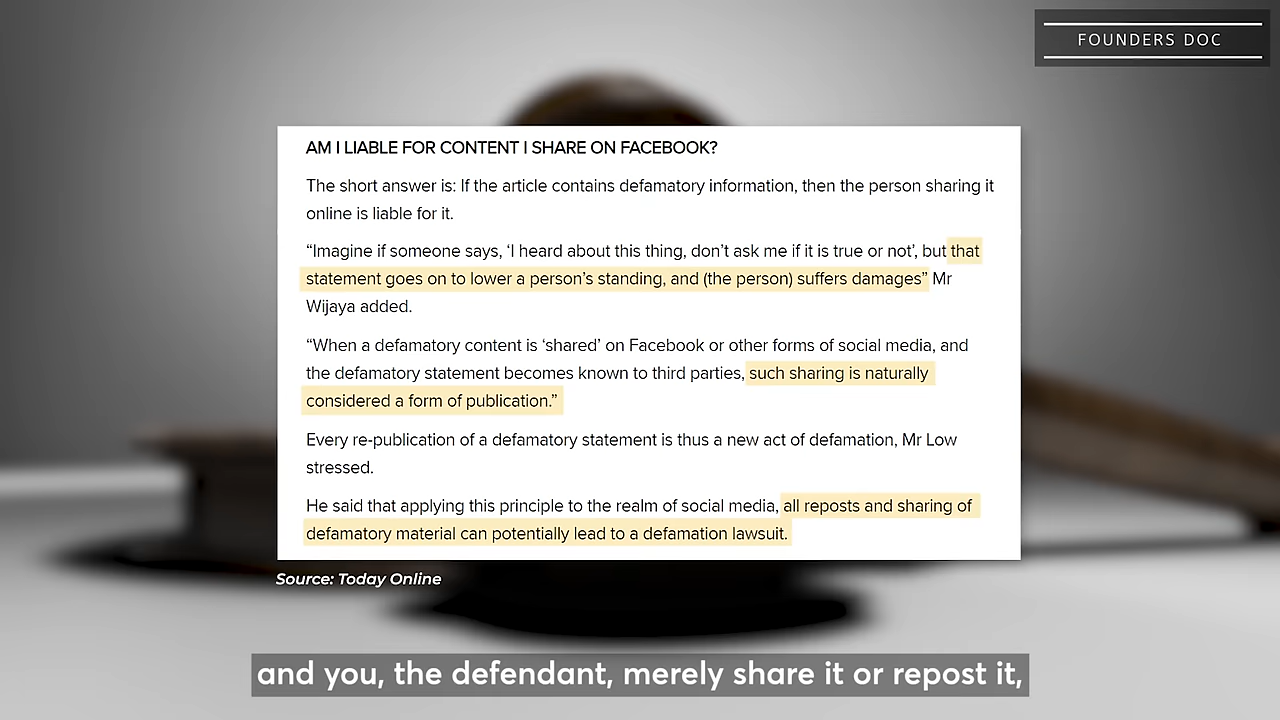 FOUNDERS DOC
AM I LIABLE FOR CONTENT I SHARE ON FACEBOOK?
The short answer is: If the article contains defamatory information, then the person sharing it
online is liable for it.
“Imagine if someone says, ‘I heard about this thing, don’t ask me if it is true or not’, but that
statement goes on to lower a person’s standing, and (the person) suffers damages” Mr
Wijaya added.
“When a defamatory content is ‘shared’ on Facebook or other forms of social media, and
the defamatory statement becomes known to third parties, such sharing is naturally
considered a form of publication.”
Every re-publication of a defamatory statement is thus a new act of defamation, Mr Low
stressed.
He said that applying this principle to the realm of social media, all reposts and sharing of
defamatory material can potentially lead to a defamation lawsuit.
Source: Today Online
and you, the defendant, merely share it or repost it,